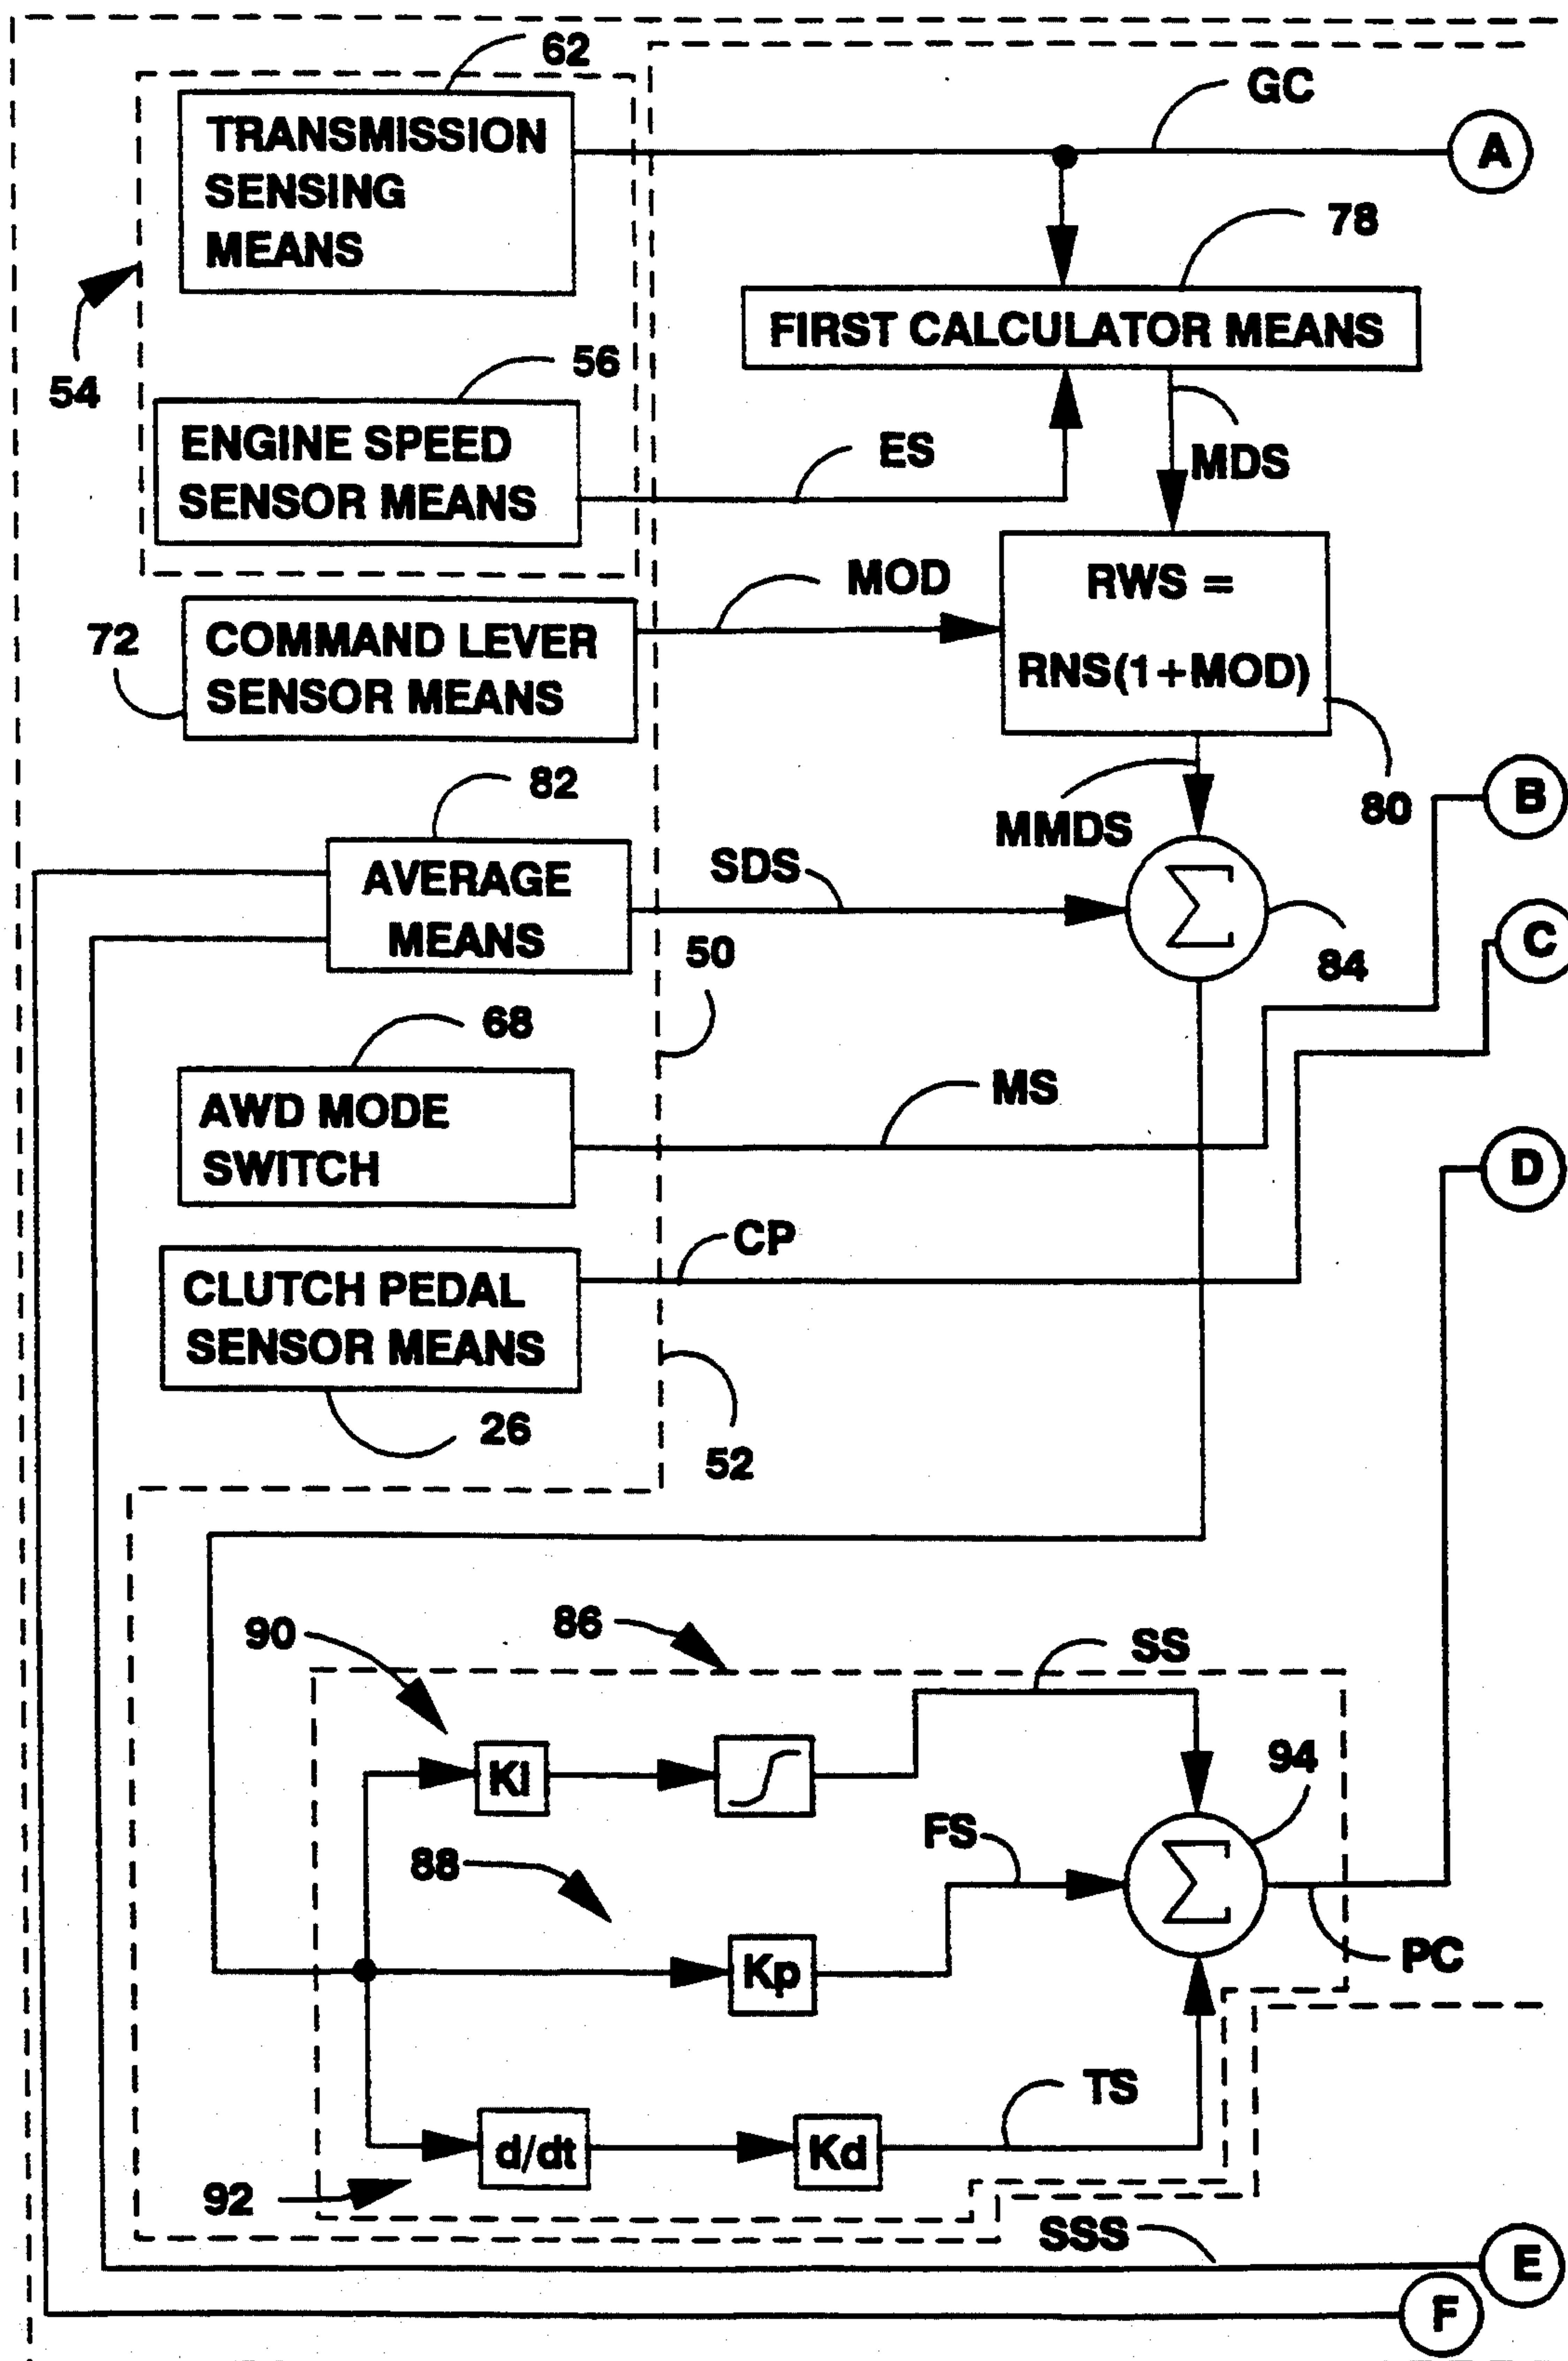 62
GC
A
TRANSMISSION
SENSING
MEANS
54
78
FIRST CALCULATOR MEANS
56
ENGINE SPEED
SENSOR MEANS
ES
MDS
72
COMMAND LEVER
SENSOR MEANS
MOD
RWS =
RNS(1+MOD)
80
82
AVERAGE
MEANS
SDS
MMDS
Σ
84
B
50
C
68
AWD MODE
SWITCH
MS
D
CLUTCH PEDAL
SENSOR MEANS
CP
26
52
90
86
SS
KI
94
88
FS
Σ
Kp
PC
TS
d/dt
Kd
92
SSS
E
F